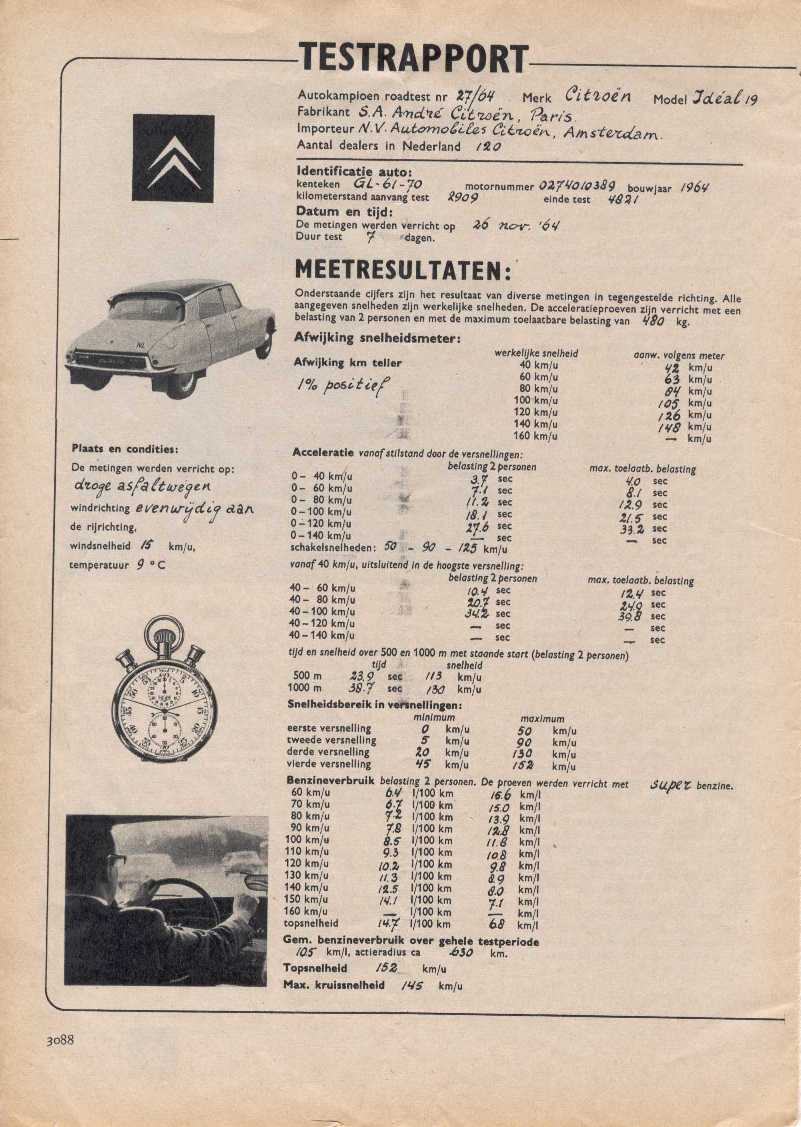 TESTRAPPORT
Autokampioen roadtest nr 27/64 Merk Citroën Model Idéal 19
Fabrikant S.A. André Citroën, Paris.
Importeur N.V. Automobiles Citroën, Amsterdam.
Aantal dealers in Nederland 120
Identificatie auto:
kenteken GL-61-70 motornummer 0274010389 bouwjaar 1964
kilometerstand aanvang test 2909 einde test 4821
Datum en tijd:
De metingen werden verricht op 26 nov. '64
Duur test 7 dagen.
MEETRESULTATEN:
Onderstaande cijfers zijn het resultaat van diverse metingen in tegengestelde richting. Alle
aangegeven snelheden zijn werkelijke snelheden. De acceleratieproeven zijn verricht met een
belasting van 2 personen en met de maximum toelaatbare belasting van 480 kg.
Afwijking snelheidsmeter:
werkelijke snelheid aanw. volgens meter
Afwijking km teller 40 km/u 42 km/u
1% positief 60 km/u 63 km/u
80 km/u 84 km/u
100 km/u 105 km/u
120 km/u 126 km/u
140 km/u 148 km/u
160 km/u — km/u
Plaats en condities:
De metingen werden verricht op:
droge asfaltwegen
windrichting evenwijdig aan
de rijrichting,
windsnelheid 15 km/u,
temperatuur 9 °C
Acceleratie vanaf stilstand door de versnellingen:
belasting 2 personen max. toelaatb. belasting
0 – 40 km/u 3.7 sec 4.0 sec
0 – 60 km/u 7.1 sec 8.1 sec
0 – 80 km/u 11.2 sec 12.9 sec
0 – 100 km/u 18.1 sec 21.5 sec
0 – 120 km/u 27.6 sec 33.2 sec
0 – 140 km/u — sec — sec
schakelsnelheden: 50 – 90 – 125 km/u
vanaf 40 km/u, uitsluitend in de hoogste versnelling:
belasting 2 personen max. toelaatb. belasting
40 – 60 km/u 10.4 sec 12.4 sec
40 – 80 km/u 20.7 sec 24.9 sec
40 – 100 km/u 34.2 sec 39.8 sec
40 – 120 km/u — sec — sec
40 – 140 km/u — sec — sec
tijd en snelheid over 500 en 1000 m met staande start (belasting 2 personen)
tijd snelheid
500 m 23.9 sec 113 km/u
1000 m 38.7 sec 130 km/u
Snelheidsbereik in versnellingen:
minimum maximum
eerste versnelling 0 km/u 50 km/u
tweede versnelling 5 km/u 90 km/u
derde versnelling 20 km/u 130 km/u
vierde versnelling 45 km/u 152 km/u
Benzineverbruik belasting 2 personen. De proeven werden verricht met super benzine.
60 km/u 6.4 l/100 km 15.6 km/l
70 km/u 6.7 l/100 km 15.0 km/l
80 km/u 7.2 l/100 km 13.9 km/l
90 km/u 7.8 l/100 km 12.8 km/l
100 km/u 8.5 l/100 km 11.8 km/l
110 km/u 9.3 l/100 km 10.8 km/l
120 km/u 10.2 l/100 km 9.8 km/l
130 km/u 11.3 l/100 km 8.9 km/l
140 km/u 12.5 l/100 km 8.0 km/l
150 km/u 14.1 l/100 km 7.1 km/l
160 km/u — l/100 km — km/l
topsnelheid 14.7 l/100 km 6.8 km/l
Gem. benzineverbruik over gehele testperiode
10.5 km/l, actieradius ca 630 km.
Topsnelheid 152 km/u
Max. kruissnelheid 145 km/u
3088